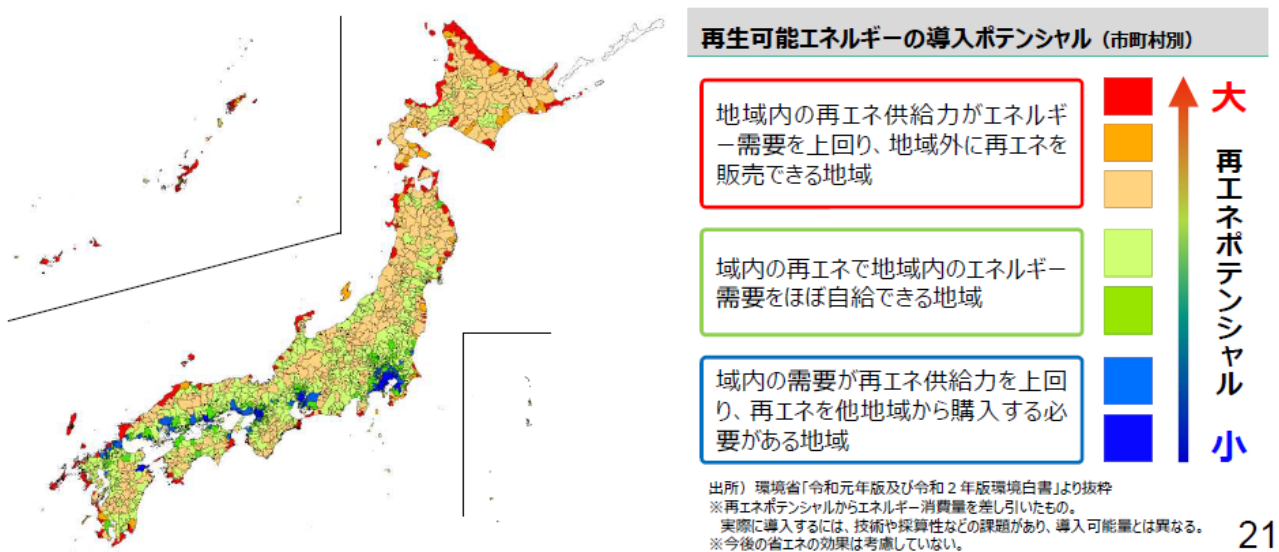 再生可能エネルギーの導入ポテンシャル（市町村別）
地域内の再エネ供給力がエネルギ
ー需要を上回り、地域外に再エネを
販売できる地域
域内の再エネで地域内のエネルギー
需要をほぼ自給できる地域
域内の需要が再エネ供給力を上回
り、再エネを他地域から購入する必
要がある地域
大
再エネポテンシャル
小
出所）環境省「令和元年版及び令和２年版環境白書」より抜粋
※再エネポテンシャルからエネルギー消費量を差し引いたもの。
実際に導入するには、技術や採算性などの課題があり、導入可能量とは異なる。
※今後の省エネの効果は考慮していない。
21